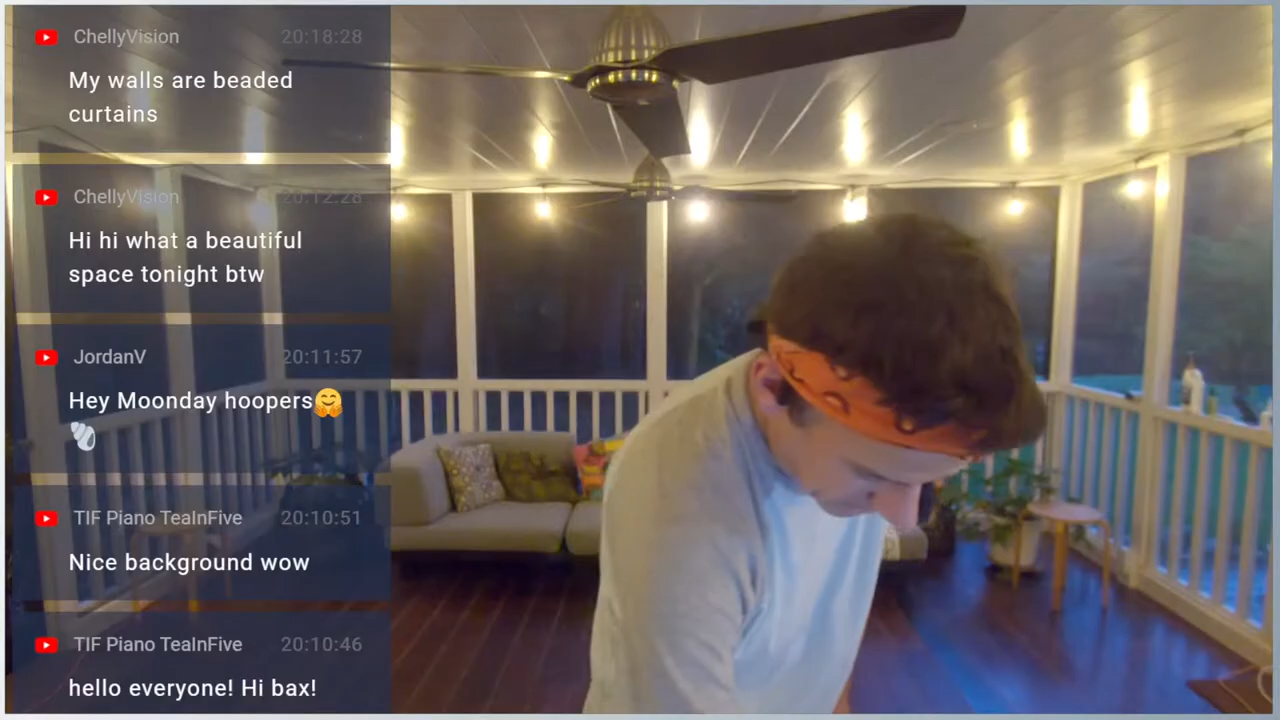 ChellyVision 20:18:28
My walls are beaded
curtains
ChellyVision 20:12:28
Hi hi what a beautiful
space tonight btw
JordanV 20:11:57
Hey Moonday hoopers🤗
🐚
TIF Piano TeaInFive 20:10:51
Nice background wow
TIF Piano TeaInFive 20:10:46
hello everyone! Hi bax!